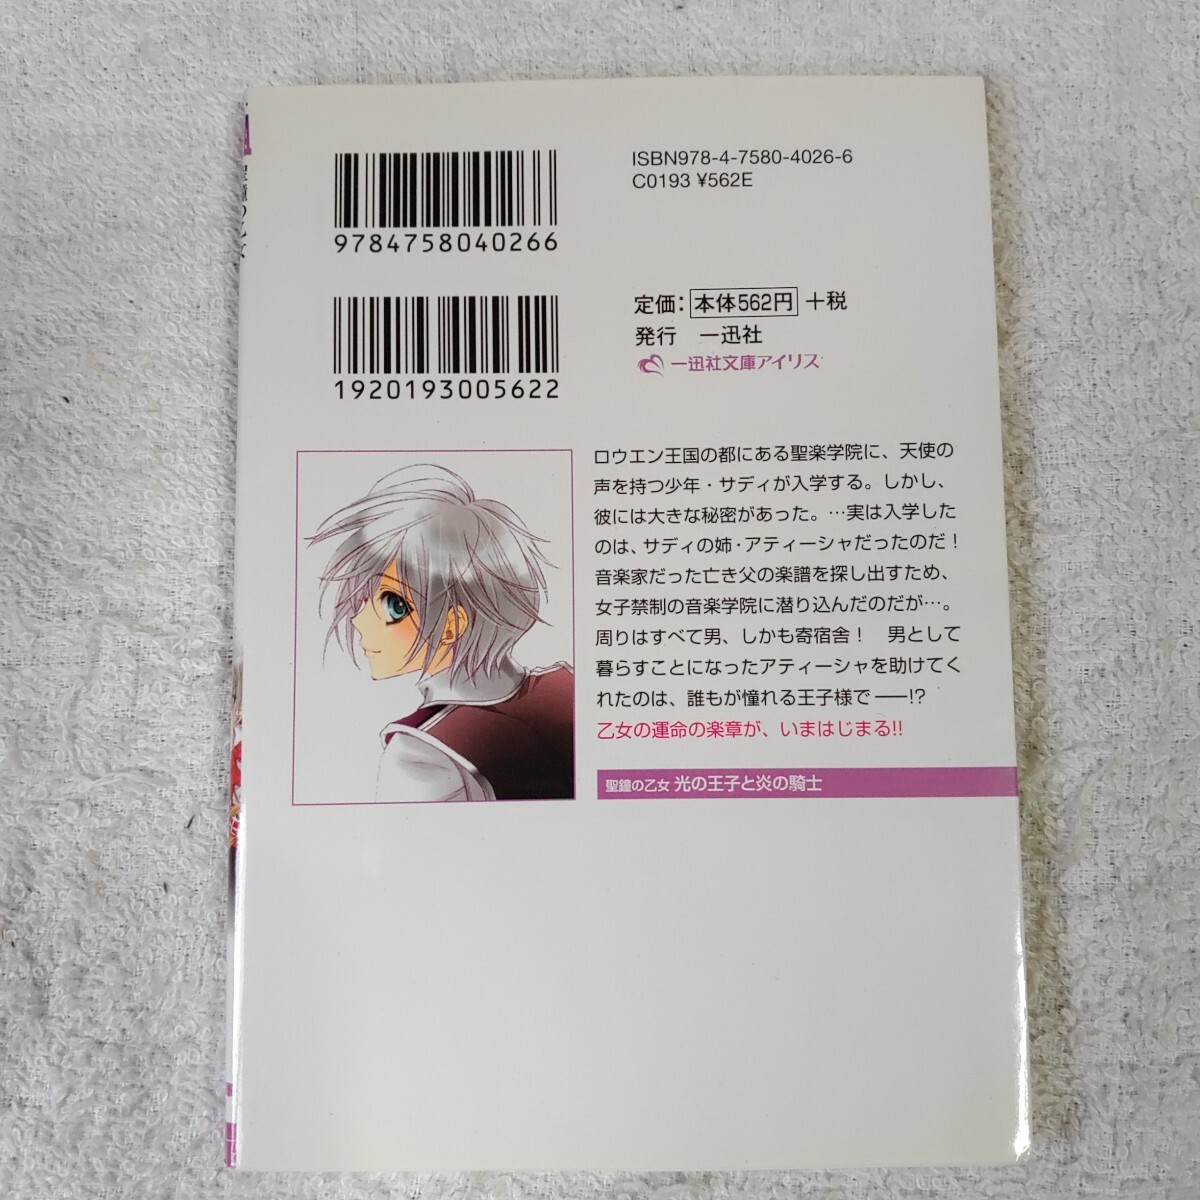 ISBN978-4-7580-4026-6
C0193 ¥562E
9784758040266
定価：本体562円+税
発行　一迅社
一迅社文庫アイリス
1920193005622
ロウエン王国の都にある聖楽学院に、天使の
声を持つ少年・サディが入学する。しかし、
彼には大きな秘密があった。…実は入学した
のは、サディの姉・アティーシャだったのだ！
音楽家だった亡き父の楽譜を探し出すため、
女子禁制の音楽学院に潜り込んだのだが…。
周りはすべて男、しかも寄宿舎！　男として
暮らすことになったアティーシャを助けてく
れたのは、誰もが憧れる王子様で――!?
乙女の運命の楽章が、いまはじまる!!
聖鐘の乙女 光の王子と炎の騎士
聖鐘の乙女